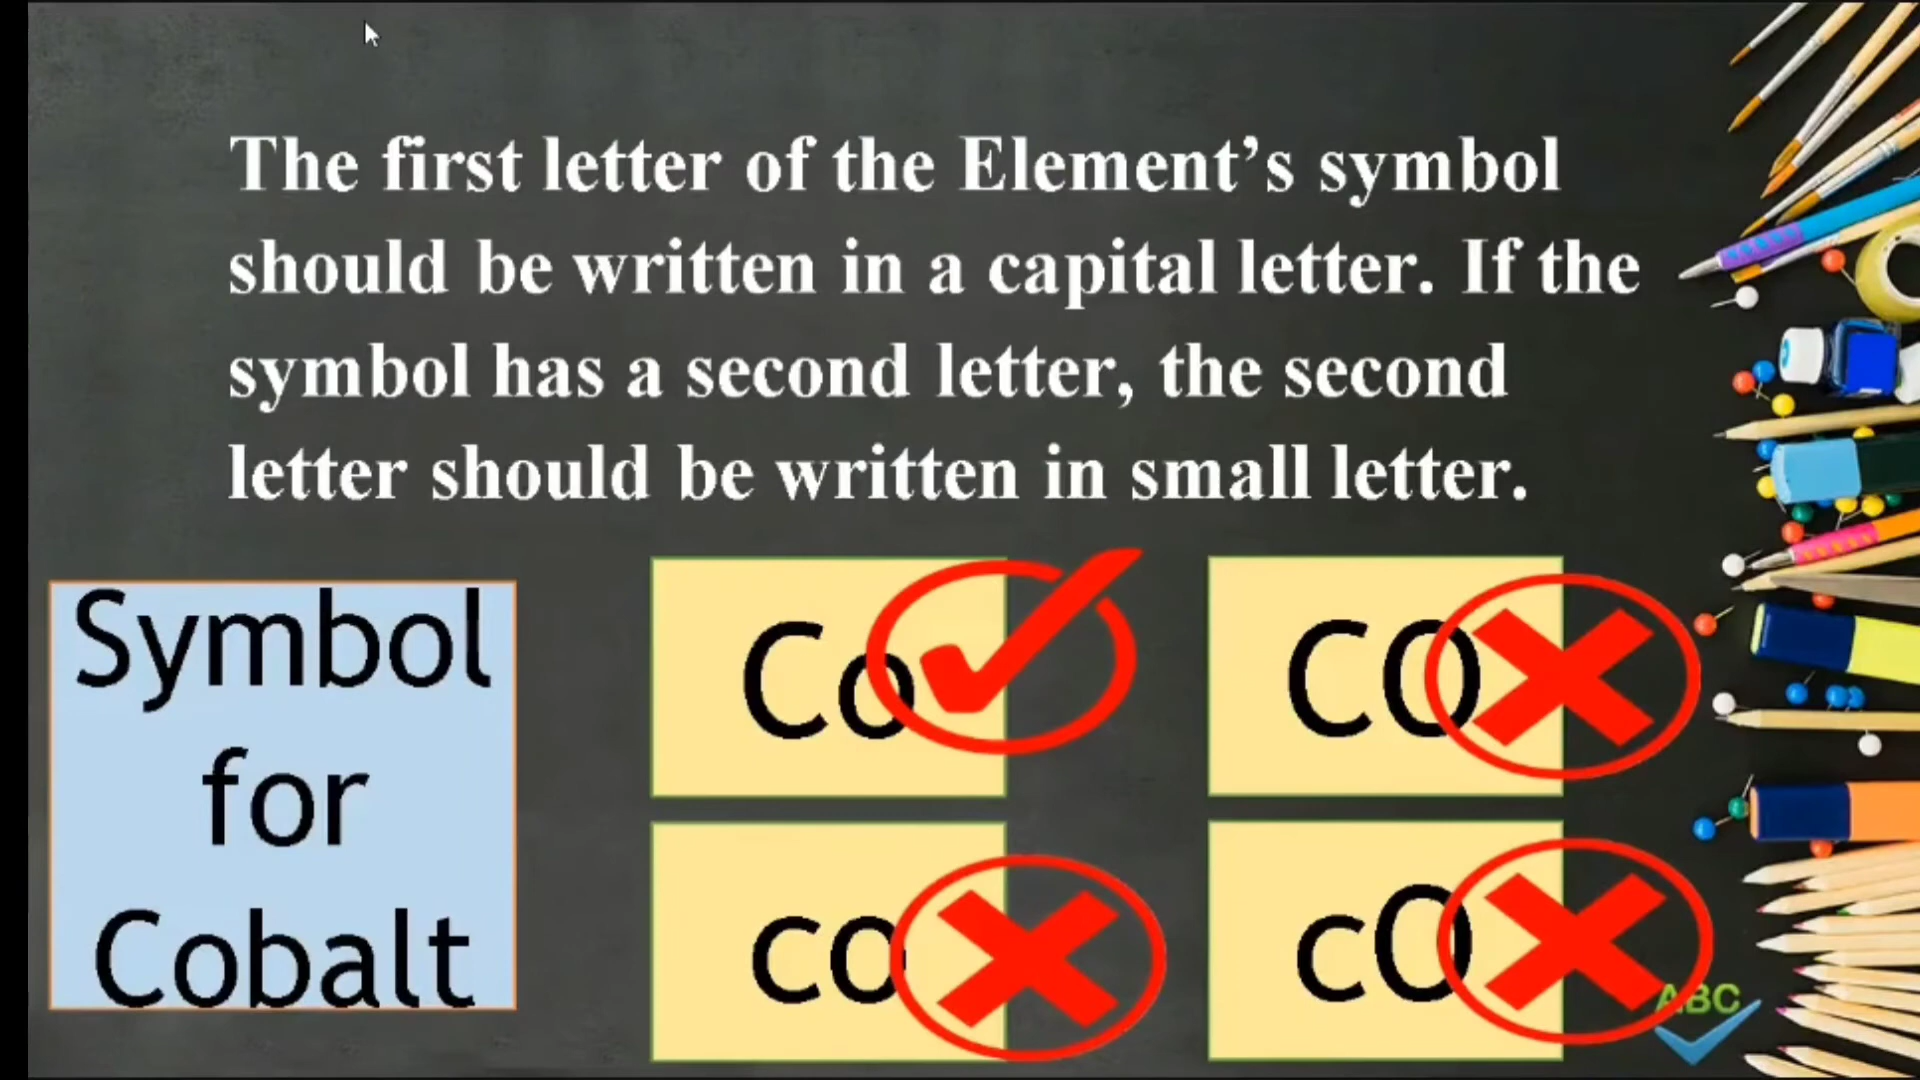 The first letter of the Element’s symbol
should be written in a capital letter. If the
symbol has a second letter, the second
letter should be written in small letter.
Symbol
for
Cobalt
Co
CO
co
cO
ABC